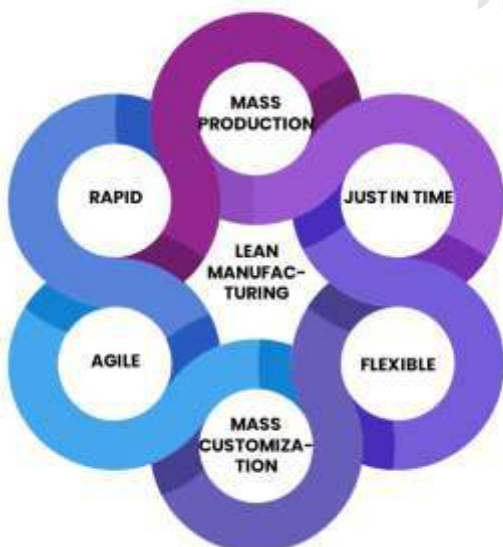 MASS
PRODUCTION
RAPID
JUST IN TIME
LEAN
MANUFAC-
TURING
AGILE
FLEXIBLE
MASS
CUSTOMIZA-
TION